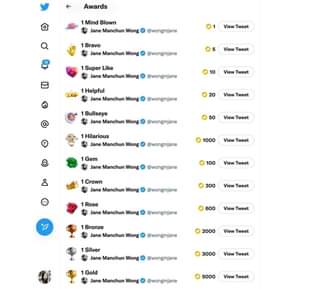 Awards
1 Mind Blown
Jane Manchun Wong @wongmjane
1
View Tweet
1 Bravo
Jane Manchun Wong @wongmjane
5
View Tweet
1 Super Like
Jane Manchun Wong @wongmjane
10
View Tweet
1 Helpful
Jane Manchun Wong @wongmjane
20
View Tweet
1 Bullseye
Jane Manchun Wong @wongmjane
50
View Tweet
1 Hilarious
Jane Manchun Wong @wongmjane
1000
View Tweet
1 Gem
Jane Manchun Wong @wongmjane
100
View Tweet
1 Crown
Jane Manchun Wong @wongmjane
300
View Tweet
1 Rose
Jane Manchun Wong @wongmjane
View Tweet
1 Bronze
Jane Manchun Wong @wongmjane
2000
View Tweet
1 Silver
Jane Manchun Wong @wongmjane
3000
View Tweet
1 Gold
Jane Manchun Wong @wongmjane
5000
View Tweet